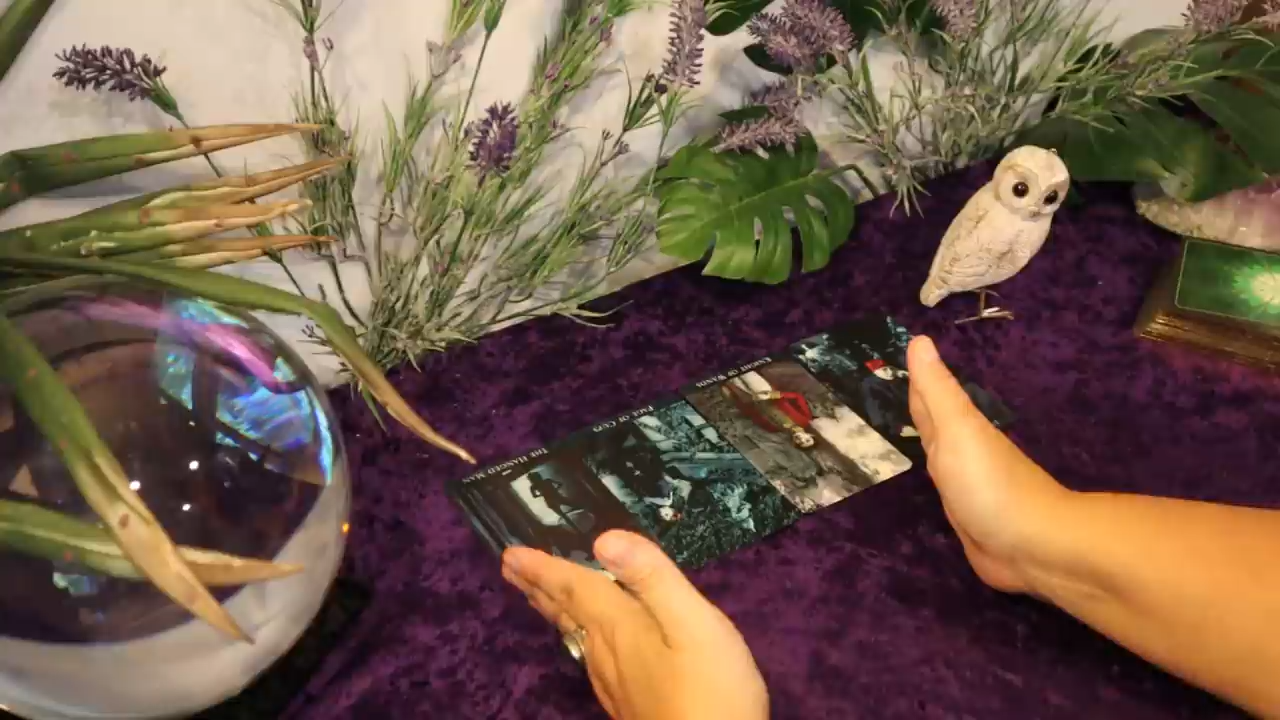 THE HANGED MAN
PAGE OF CUPS
KNIGHT OF WANDS